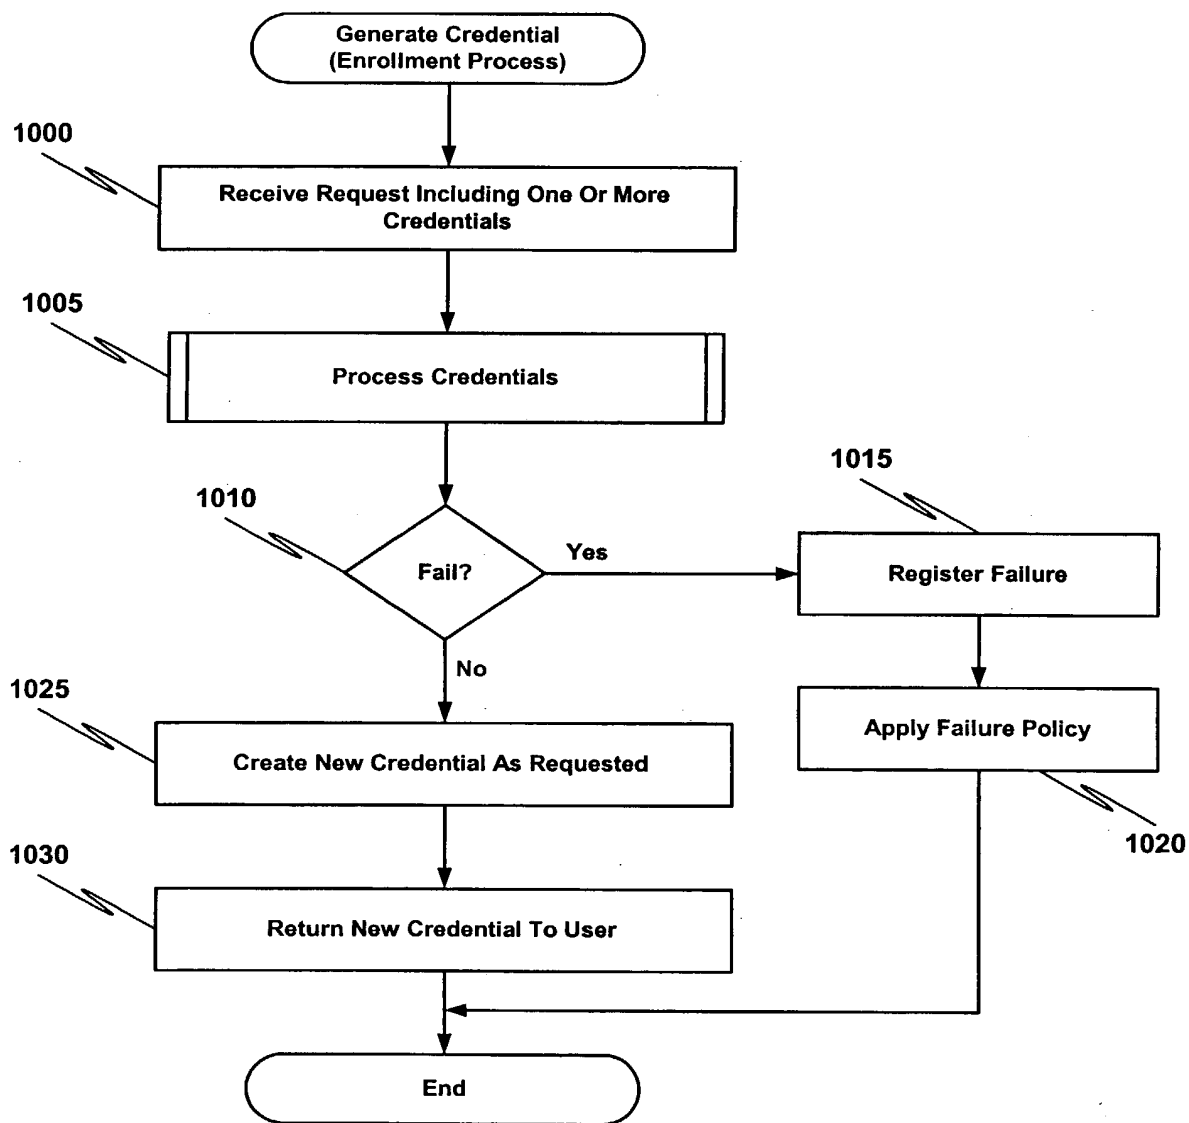 Generate Credential
(Enrollment Process)
1000
Receive Request Including One Or More
Credentials
1005
Process Credentials
1010
Fail?
Yes
1015
Register Failure
No
1025
Create New Credential As Requested
Apply Failure Policy
1020
1030
Return New Credential To User
End